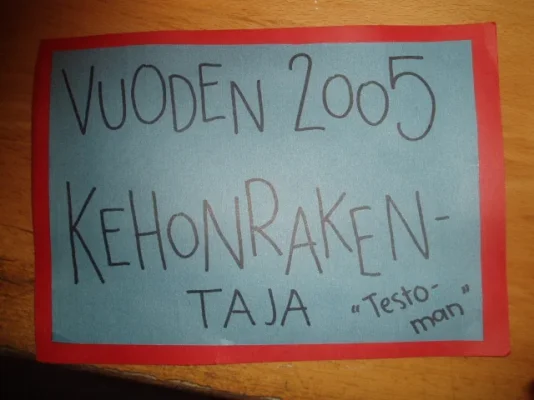 VUODEN 2005
KEHONRAKEN-
TAJA "Testo-
man"